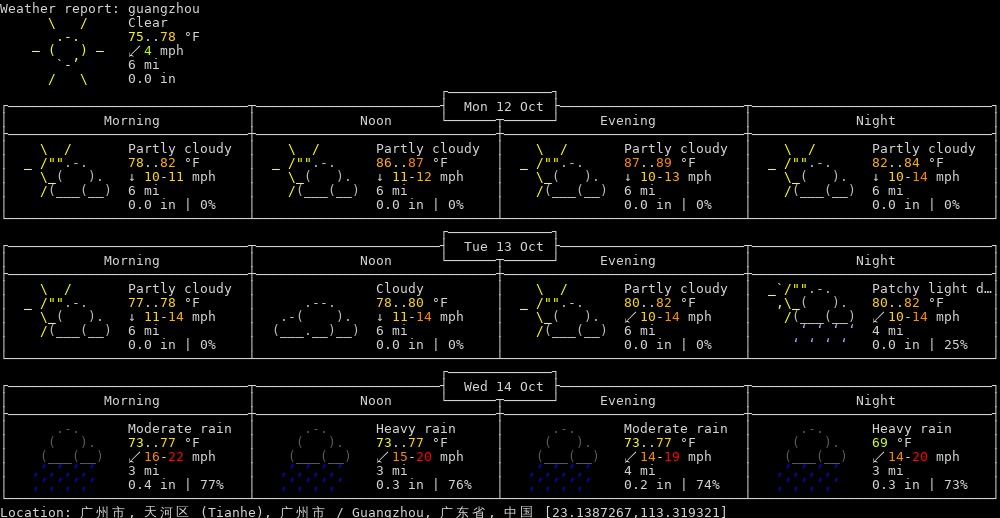 Weather report: guangzhou
Clear
75..78 °F
↙ 4 mph
6 mi
0.0 in
Mon 12 Oct
Morning Noon Evening Night
Partly cloudy Partly cloudy Partly cloudy Partly cloudy
78..82 °F 86..87 °F 87..89 °F 82..84 °F
↓ 10-11 mph ↓ 11-12 mph ↓ 10-13 mph ↓ 10-14 mph
6 mi 6 mi 6 mi 6 mi
0.0 in | 0% 0.0 in | 0% 0.0 in | 0% 0.0 in | 0%
Tue 13 Oct
Morning Noon Evening Night
Partly cloudy Cloudy Partly cloudy Patchy light d…
77..78 °F 78..80 °F 80..82 °F 80..82 °F
↓ 11-14 mph ↓ 11-14 mph ↙ 10-14 mph ↙ 10-14 mph
6 mi 6 mi 6 mi 4 mi
0.0 in | 0% 0.0 in | 0% 0.0 in | 0% 0.0 in | 25%
Wed 14 Oct
Morning Noon Evening Night
Moderate rain Heavy rain Moderate rain Heavy rain
73..77 °F 73..77 °F 73..77 °F 69 °F
↙ 16-22 mph ↙ 15-20 mph ↙ 14-19 mph ↙ 14-20 mph
3 mi 3 mi 4 mi 3 mi
0.4 in | 77% 0.3 in | 76% 0.2 in | 74% 0.3 in | 73%
Location: 广州市, 天河区 (Tianhe), 广州市 / Guangzhou, 广东省, 中国 [23.1387267,113.319321]